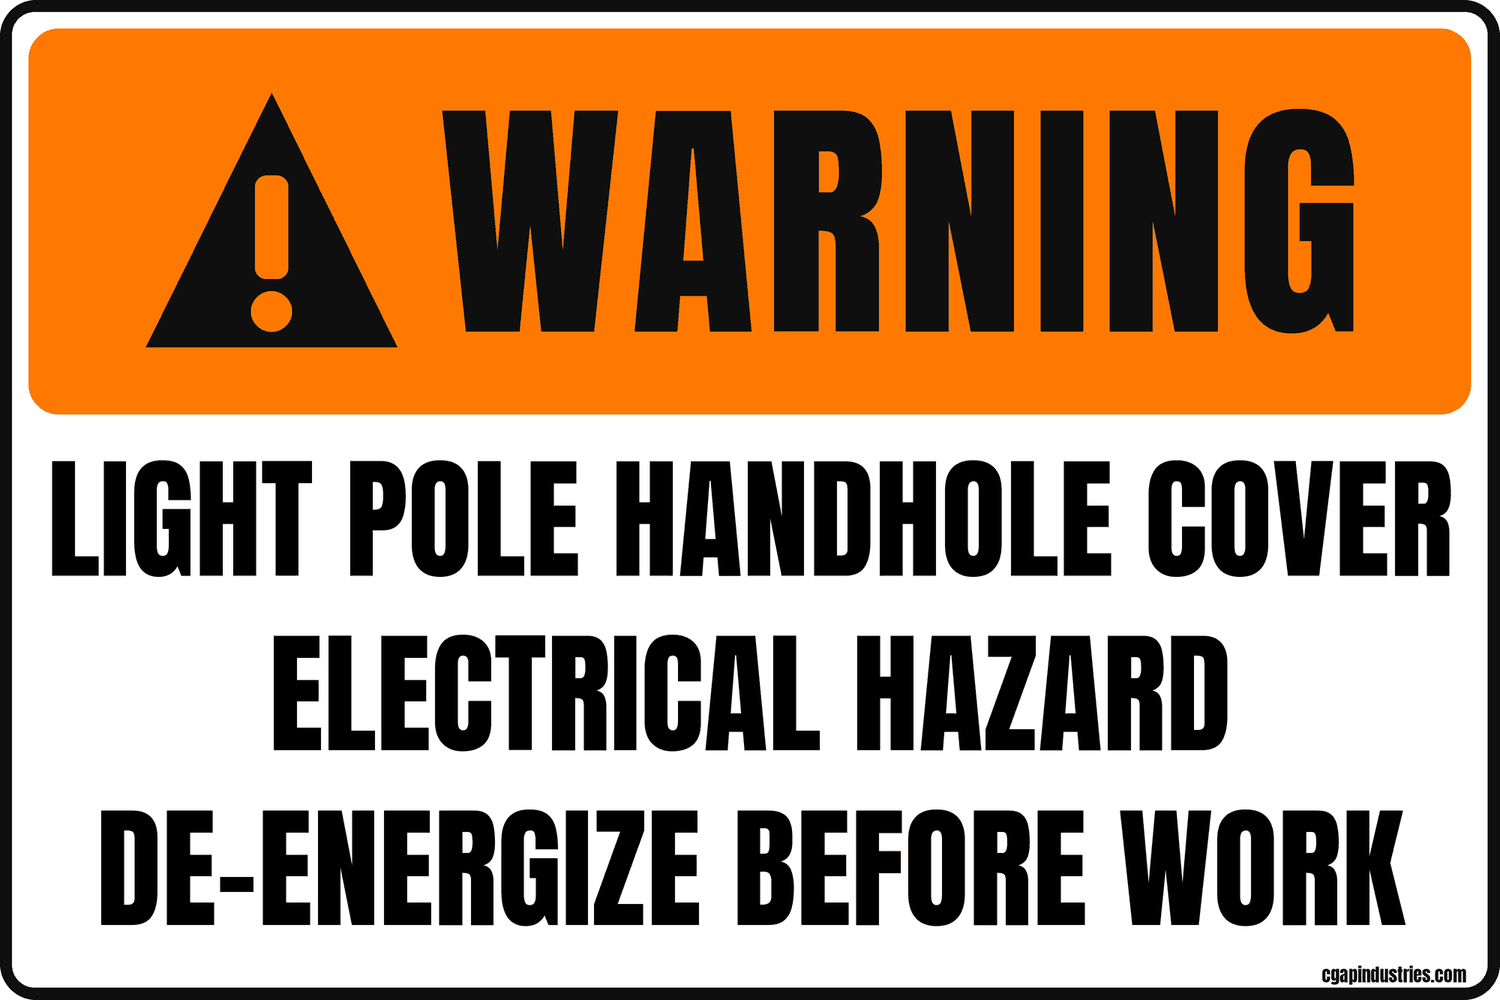 WARNING
LIGHT POLE HANDHOLE COVER
ELECTRICAL HAZARD
DE-ENERGIZE BEFORE WORK
cgapindustries.com